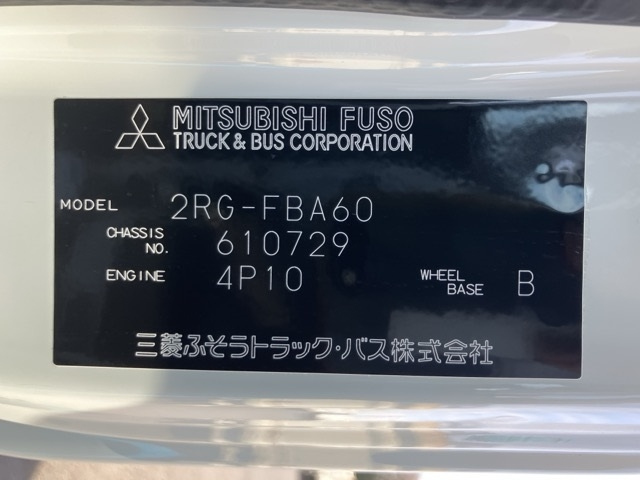 MITSUBISHI FUSO
TRUCK & BUS CORPORATION
MODEL 2RG-FBA60
CHASSIS NO. 610729
ENGINE 4P10 WHEEL BASE B
三菱ふそうトラック・バス株式会社